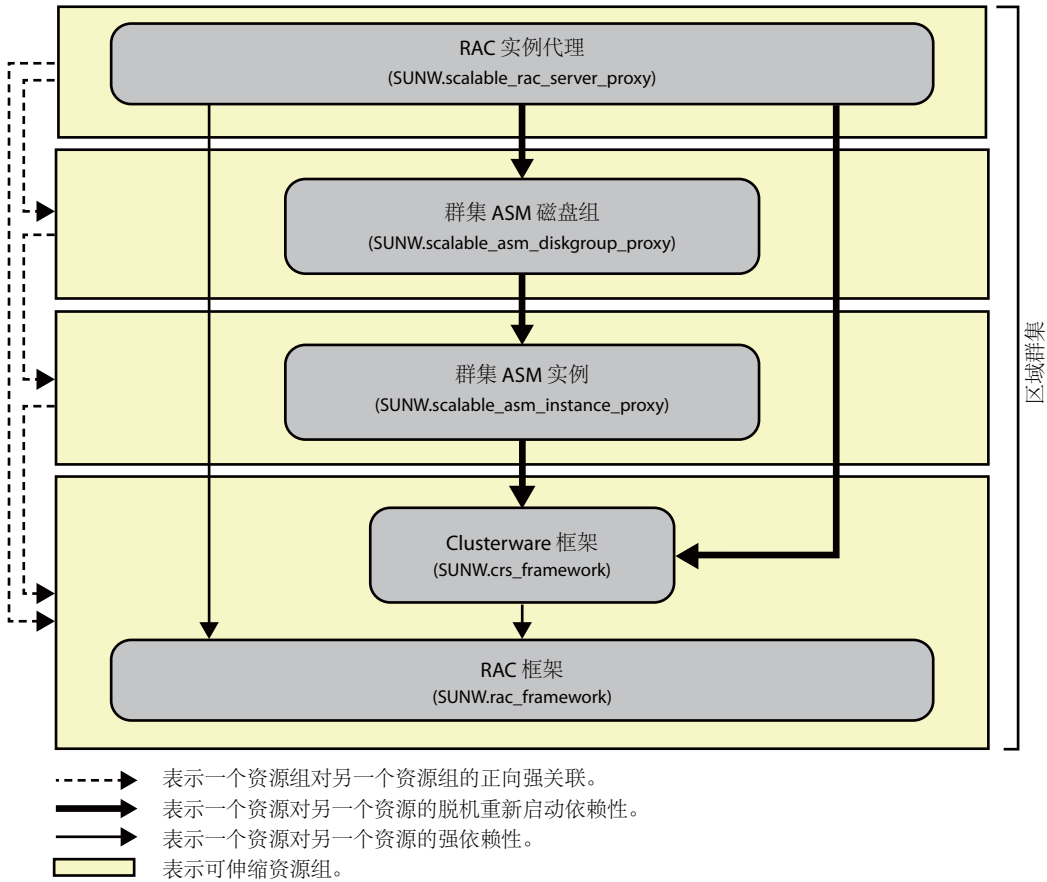 RAC 实例代理
(SUNW.scalable_rac_server_proxy)
群集 ASM 磁盘组
(SUNW.scalable_asm_diskgroup_proxy)
群集 ASM 实例
(SUNW.scalable_asm_instance_proxy)
区域群集
Clusterware 框架
(SUNW.crs_framework)
RAC 框架
(SUNW.rac_framework)
表示一个资源组对另一个资源组的正向强关联。
表示一个资源对另一个资源的脱机重新启动依赖性。
表示一个资源对另一个资源的强依赖性。
表示可伸缩资源组。